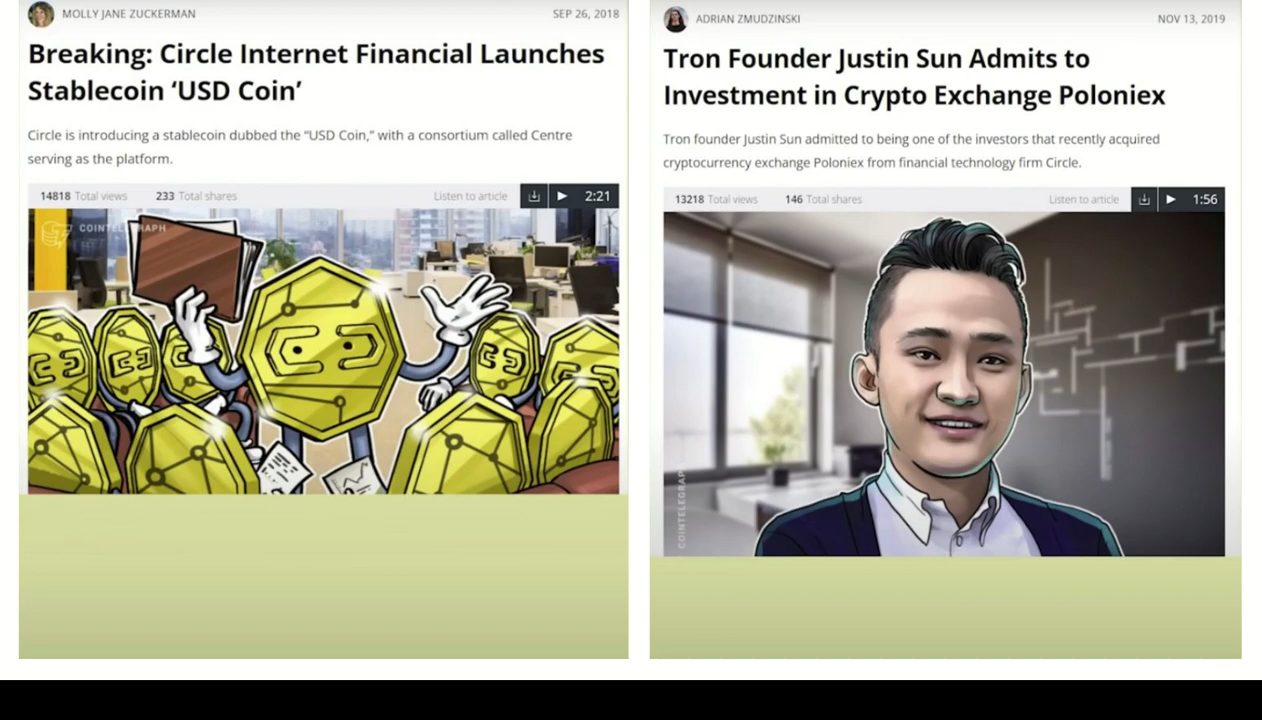 MOLLY JANE ZUCKERMAN
SEP 26, 2018
Breaking: Circle Internet Financial Launches
Stablecoin ‘USD Coin’
Circle is introducing a stablecoin dubbed the “USD Coin,” with a consortium called Centre
serving as the platform.
14818 Total views 233 Total shares Listen to article 2:21
COINTELEGRAPH
ADRIAN ZMUDZINSKI
NOV 13, 2019
Tron Founder Justin Sun Admits to
Investment in Crypto Exchange Poloniex
Tron founder Justin Sun admitted to being one of the investors that recently acquired
cryptocurrency exchange Poloniex from financial technology firm Circle.
13218 Total views 146 Total shares Listen to article 1:56
COINTELEGRAPH